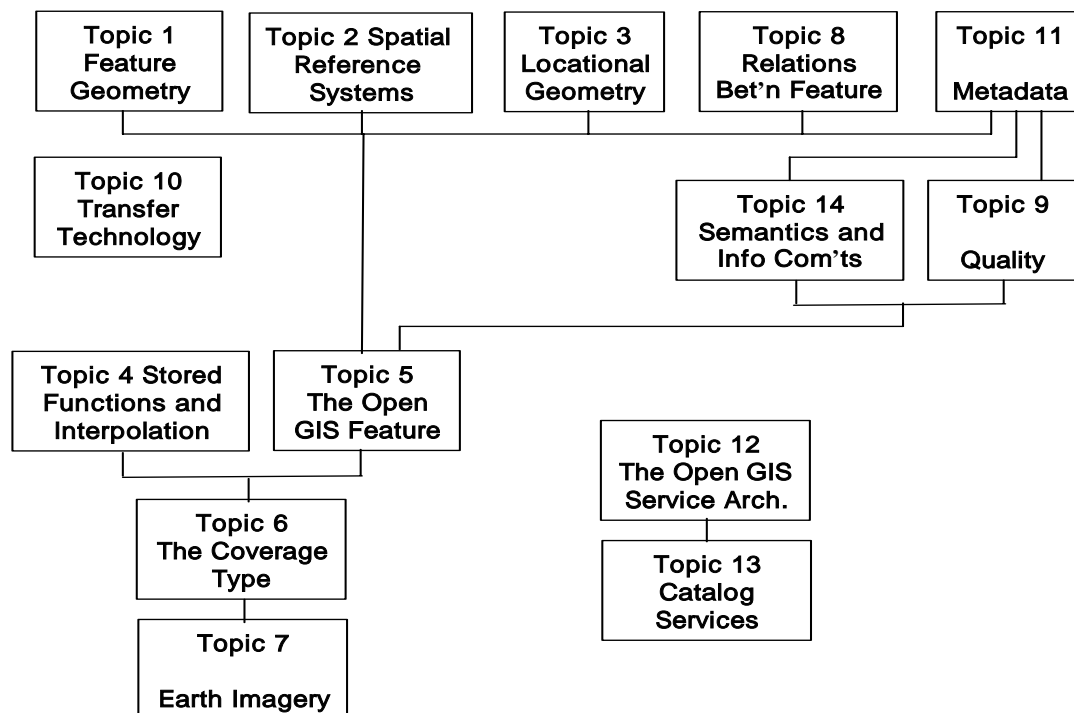 Topic 1
Feature
Geometry
Topic 2 Spatial
Reference
Systems
Topic 3
Locational
Geometry
Topic 8
Relations
Bet’n Feature
Topic 11
Metadata
Topic 10
Transfer
Technology
Topic 14
Semantics and
Info Com’ts
Topic 9
Quality
Topic 4 Stored
Functions and
Interpolation
Topic 5
The Open
GIS Feature
Topic 12
The Open GIS
Service Arch.
Topic 6
The Coverage
Type
Topic 13
Catalog
Services
Topic 7
Earth Imagery